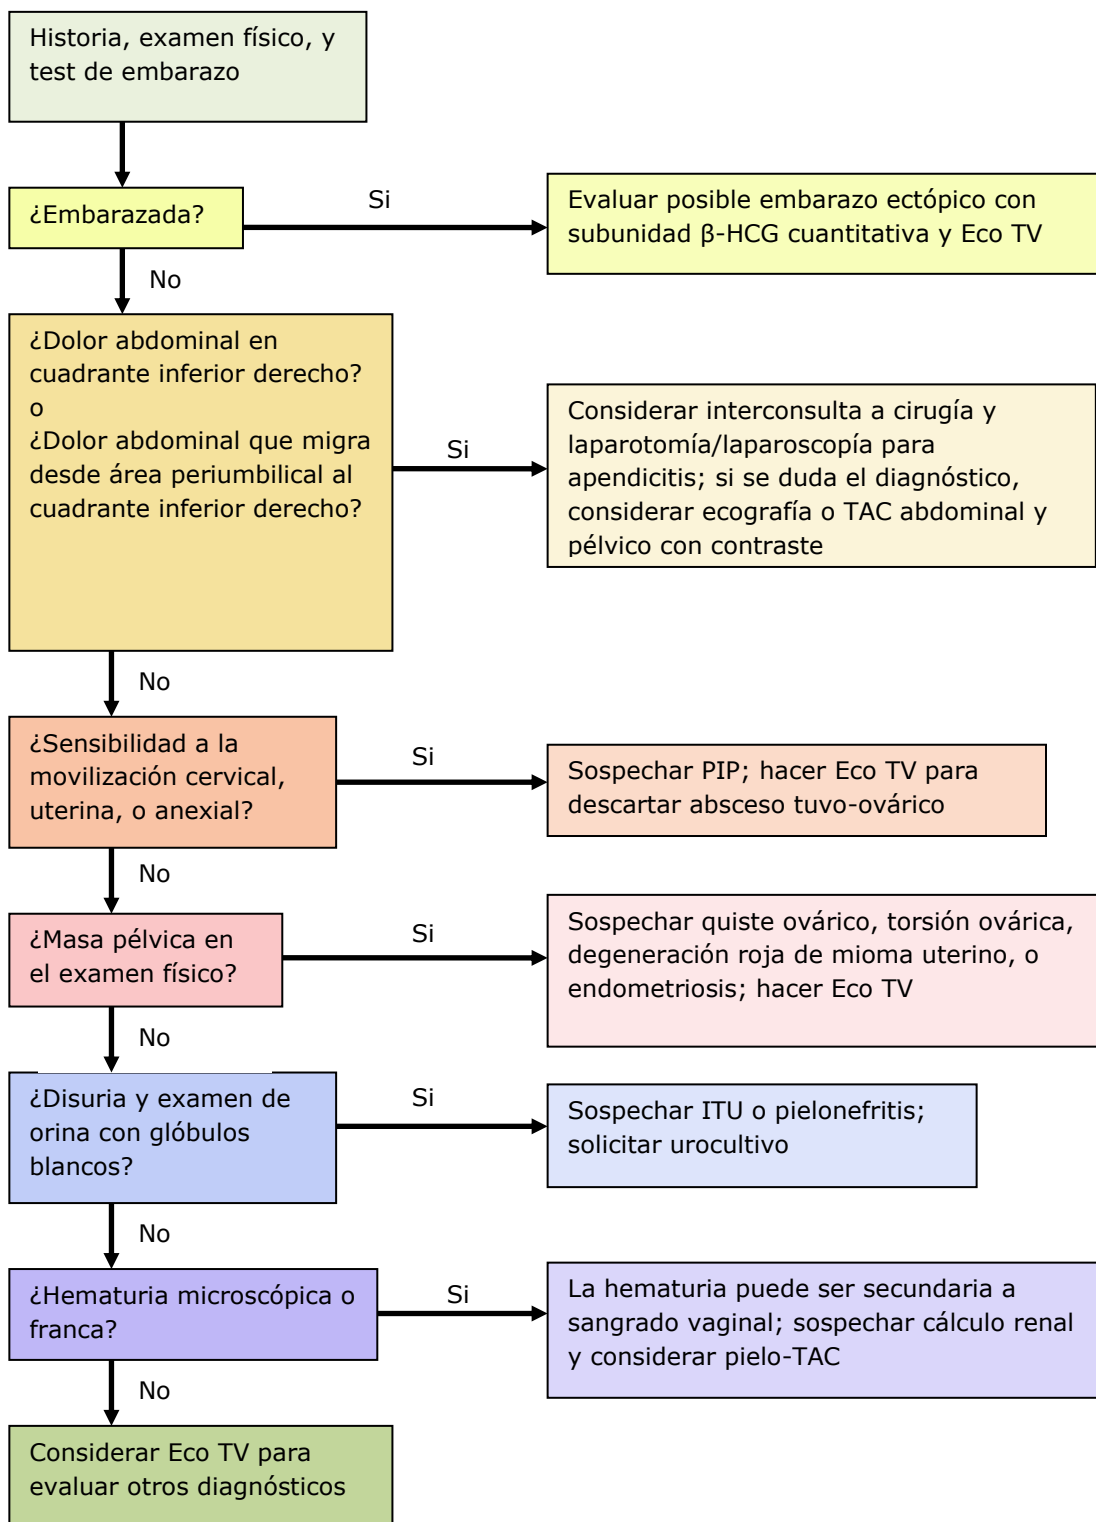 Historia, examen físico, y
test de embarazo
¿Embarazada?
Si
Evaluar posible embarazo ectópico con
subunidad β-HCG cuantitativa y Eco TV
No
¿Dolor abdominal en
cuadrante inferior derecho?
o
¿Dolor abdominal que migra
desde área periumbilical al
cuadrante inferior derecho?
Si
Considerar interconsulta a cirugía y
laparotomía/laparoscopía para
apendicitis; si se duda el diagnóstico,
considerar ecografía o TAC abdominal y
pélvico con contraste
No
¿Sensibilidad a la
movilización cervical,
uterina, o anexial?
Si
Sospechar PIP; hacer Eco TV para
descartar absceso tuvo-ovárico
No
¿Masa pélvica en
el examen físico?
Si
Sospechar quiste ovárico, torsión ovárica,
degeneración roja de mioma uterino, o
endometriosis; hacer Eco TV
No
¿Disuria y examen de
orina con glóbulos
blancos?
Si
Sospechar ITU o pielonefritis;
solicitar urocultivo
No
¿Hematuria microscópica o
franca?
Si
La hematuria puede ser secundaria a
sangrado vaginal; sospechar cálculo renal
y considerar pielo-TAC
No
Considerar Eco TV para
evaluar otros diagnósticos